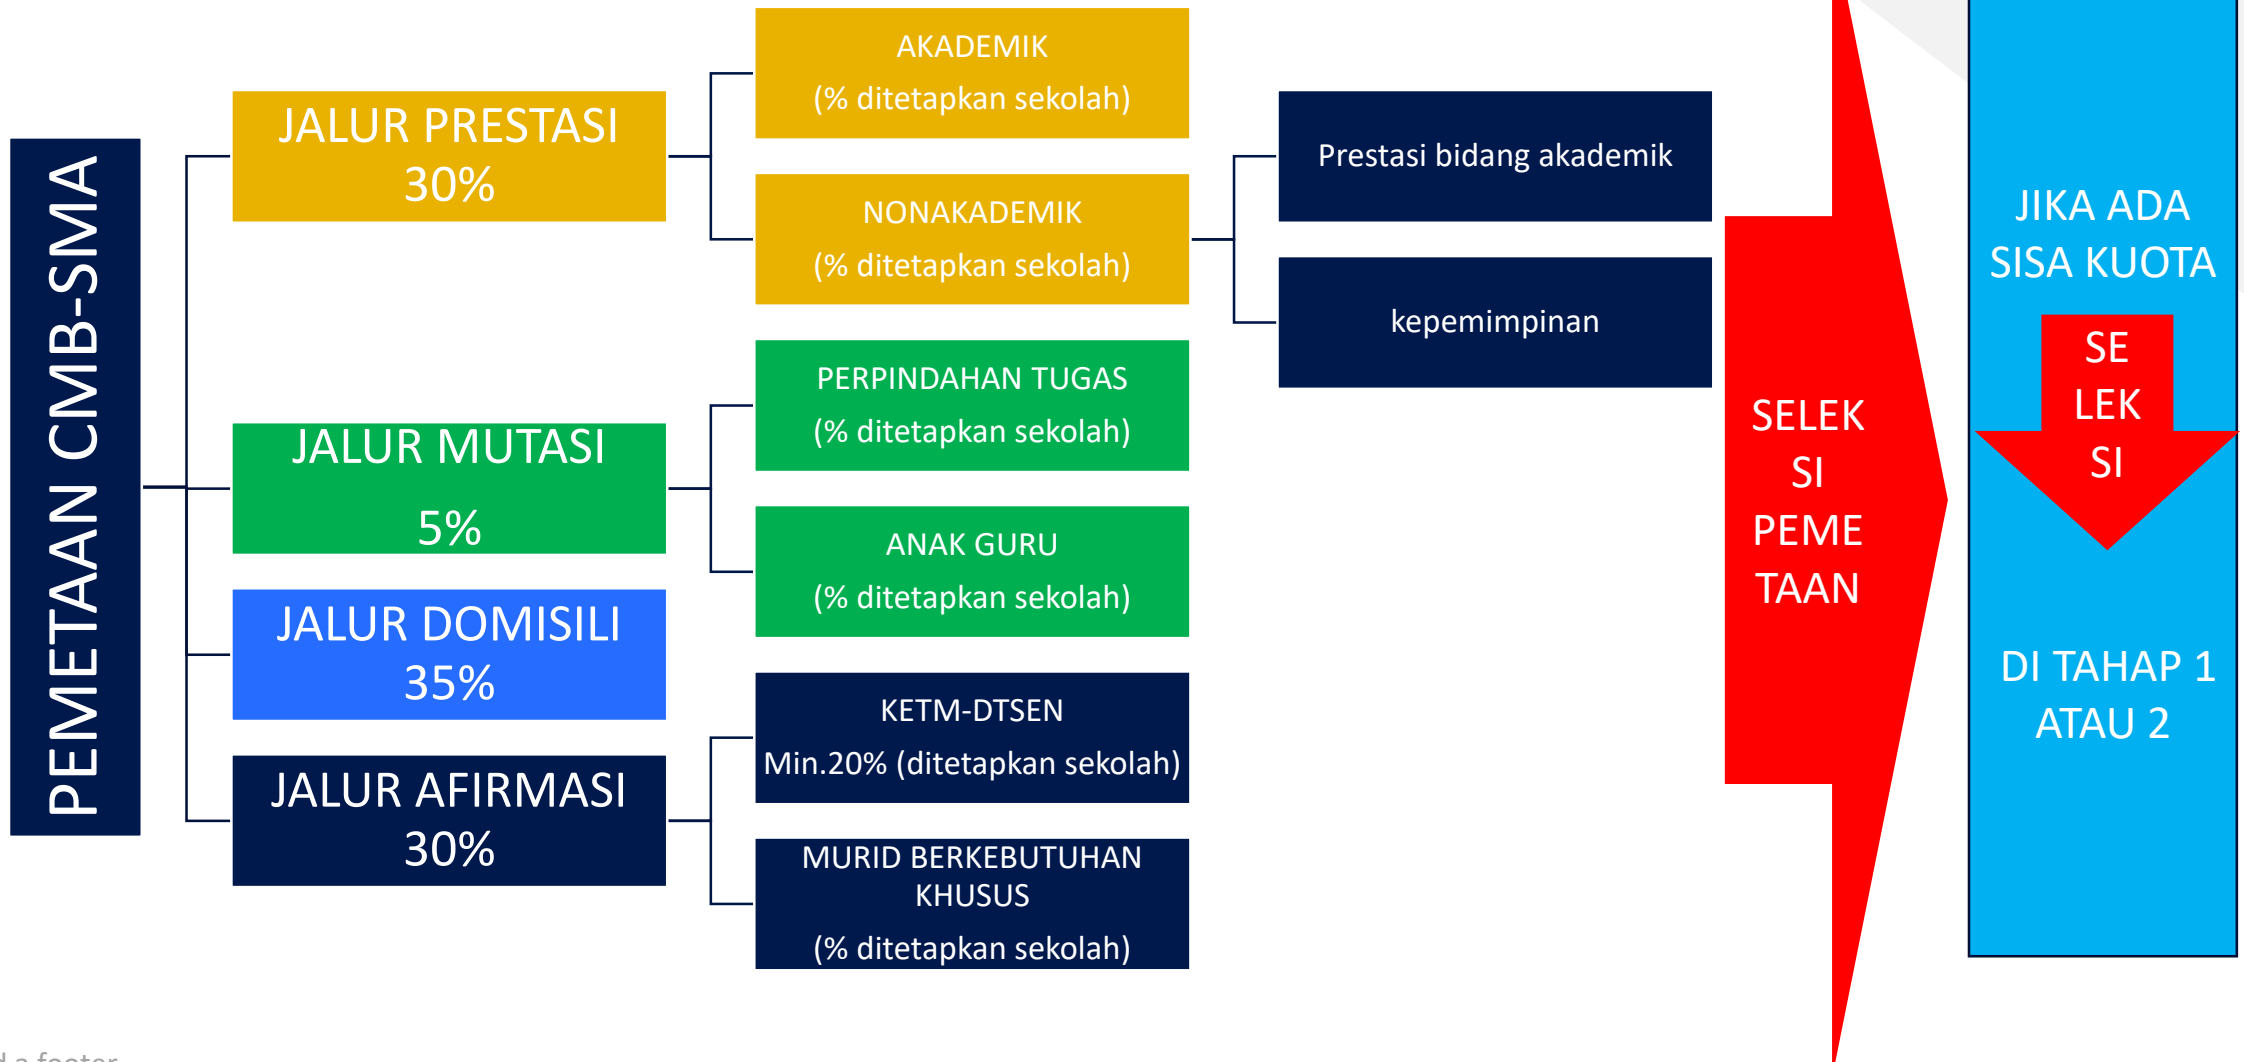 PEMETAAN CMB-SMA
JALUR PRESTASI
30%
AKADEMIK
(% ditetapkan sekolah)
NONAKADEMIK
(% ditetapkan sekolah)
Prestasi bidang akademik
kepemimpinan
JALUR MUTASI
5%
PERPINDAHAN TUGAS
(% ditetapkan sekolah)
ANAK GURU
(% ditetapkan sekolah)
JALUR DOMISILI
35%
JALUR AFIRMASI
30%
KETM-DTSEN
Min.20% (ditetapkan sekolah)
MURID BERKEBUTUHAN
KHUSUS
(% ditetapkan sekolah)
SELEK
SI
PEME
TAAN
JIKA ADA
SISA KUOTA
SE
LEK
SI
DI TAHAP 1
ATAU 2
d a footer